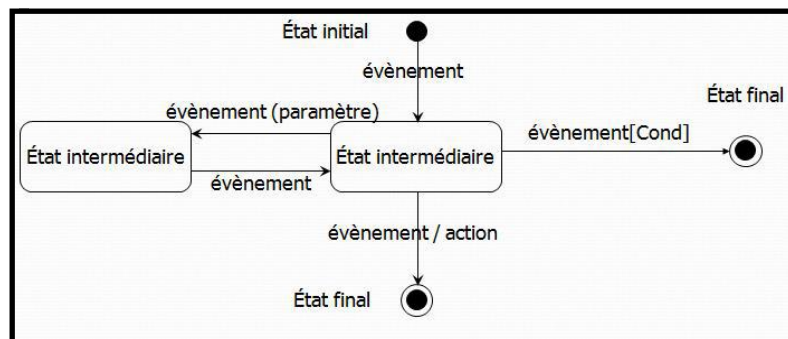 État initial
évènement
État final
évènement (paramètre)
évènement[Cond]
État intermédiaire
État intermédiaire
évènement
évènement / action
État final